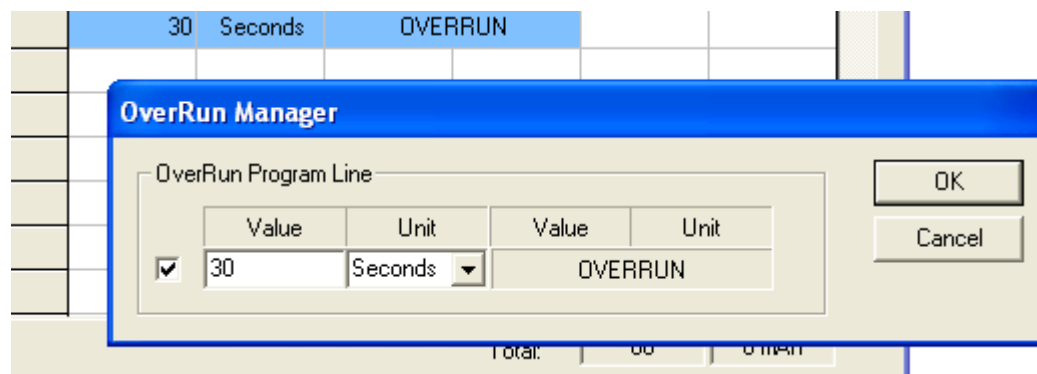 30 Seconds OVERRUN
OverRun Manager
OverRun Program Line
OK
Value Unit Value Unit
Cancel
30 Seconds OVERRUN
Total: